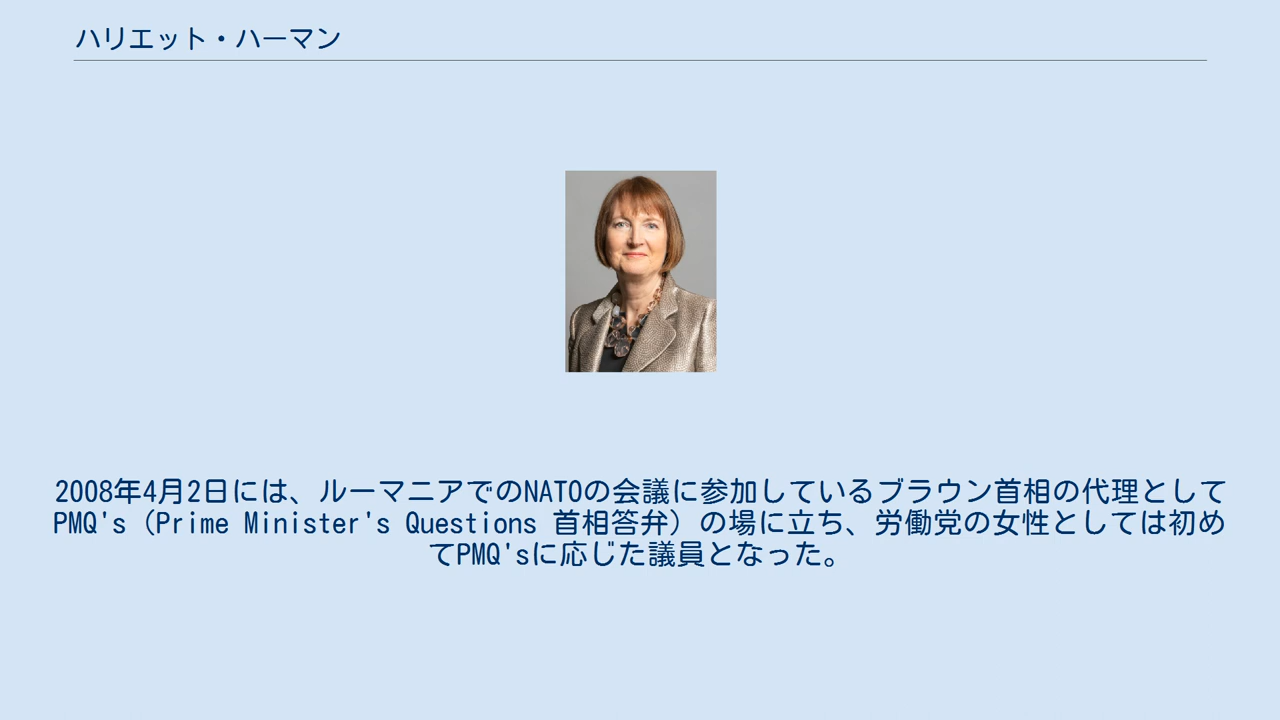 ハリエット・ハーマン
2008年4月2日には、ルーマニアでのNATOの会議に参加しているブラウン首相の代理として
PMQ's（Prime Minister's Questions 首相答弁）の場に立ち、労働党の女性としては初め
てPMQ'sに応じた議員となった。